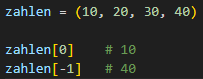 zahlen = (10, 20, 30, 40)
zahlen[0]    # 10
zahlen[-1]   # 40